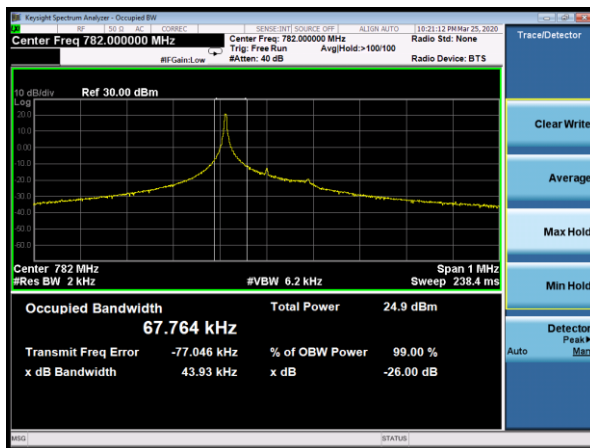 Keysight Spectrum Analyzer - Occupied BW
RF 50 Ω AC CORREC SENSE:INT SOURCE OFF ALIGN AUTO 10:21:12 PM Mar 25, 2020
Center Freq 782.000000 MHz
Center Freq: 782.000000 MHz
Radio Std: None
Trig: Free Run Avg|Hold:>100/100
#IFGain:Low #Atten: 40 dB Radio Device: BTS
Trace/Detector
10 dB/div Ref 30.00 dBm
Log
20.0
10.0
0.00
-10.0
-20.0
-30.0
-40.0
-50.0
-60.0
Center 782 MHz Span 1 MHz
#Res BW 2 kHz #VBW 6.2 kHz Sweep 238.4 ms
Occupied Bandwidth Total Power 24.9 dBm
67.764 kHz
Transmit Freq Error -77.046 kHz % of OBW Power 99.00 %
x dB Bandwidth 43.93 kHz x dB -26.00 dB
Clear Write
Average
Max Hold
Min Hold
Detector
Peak
Auto Man
MSG STATUS